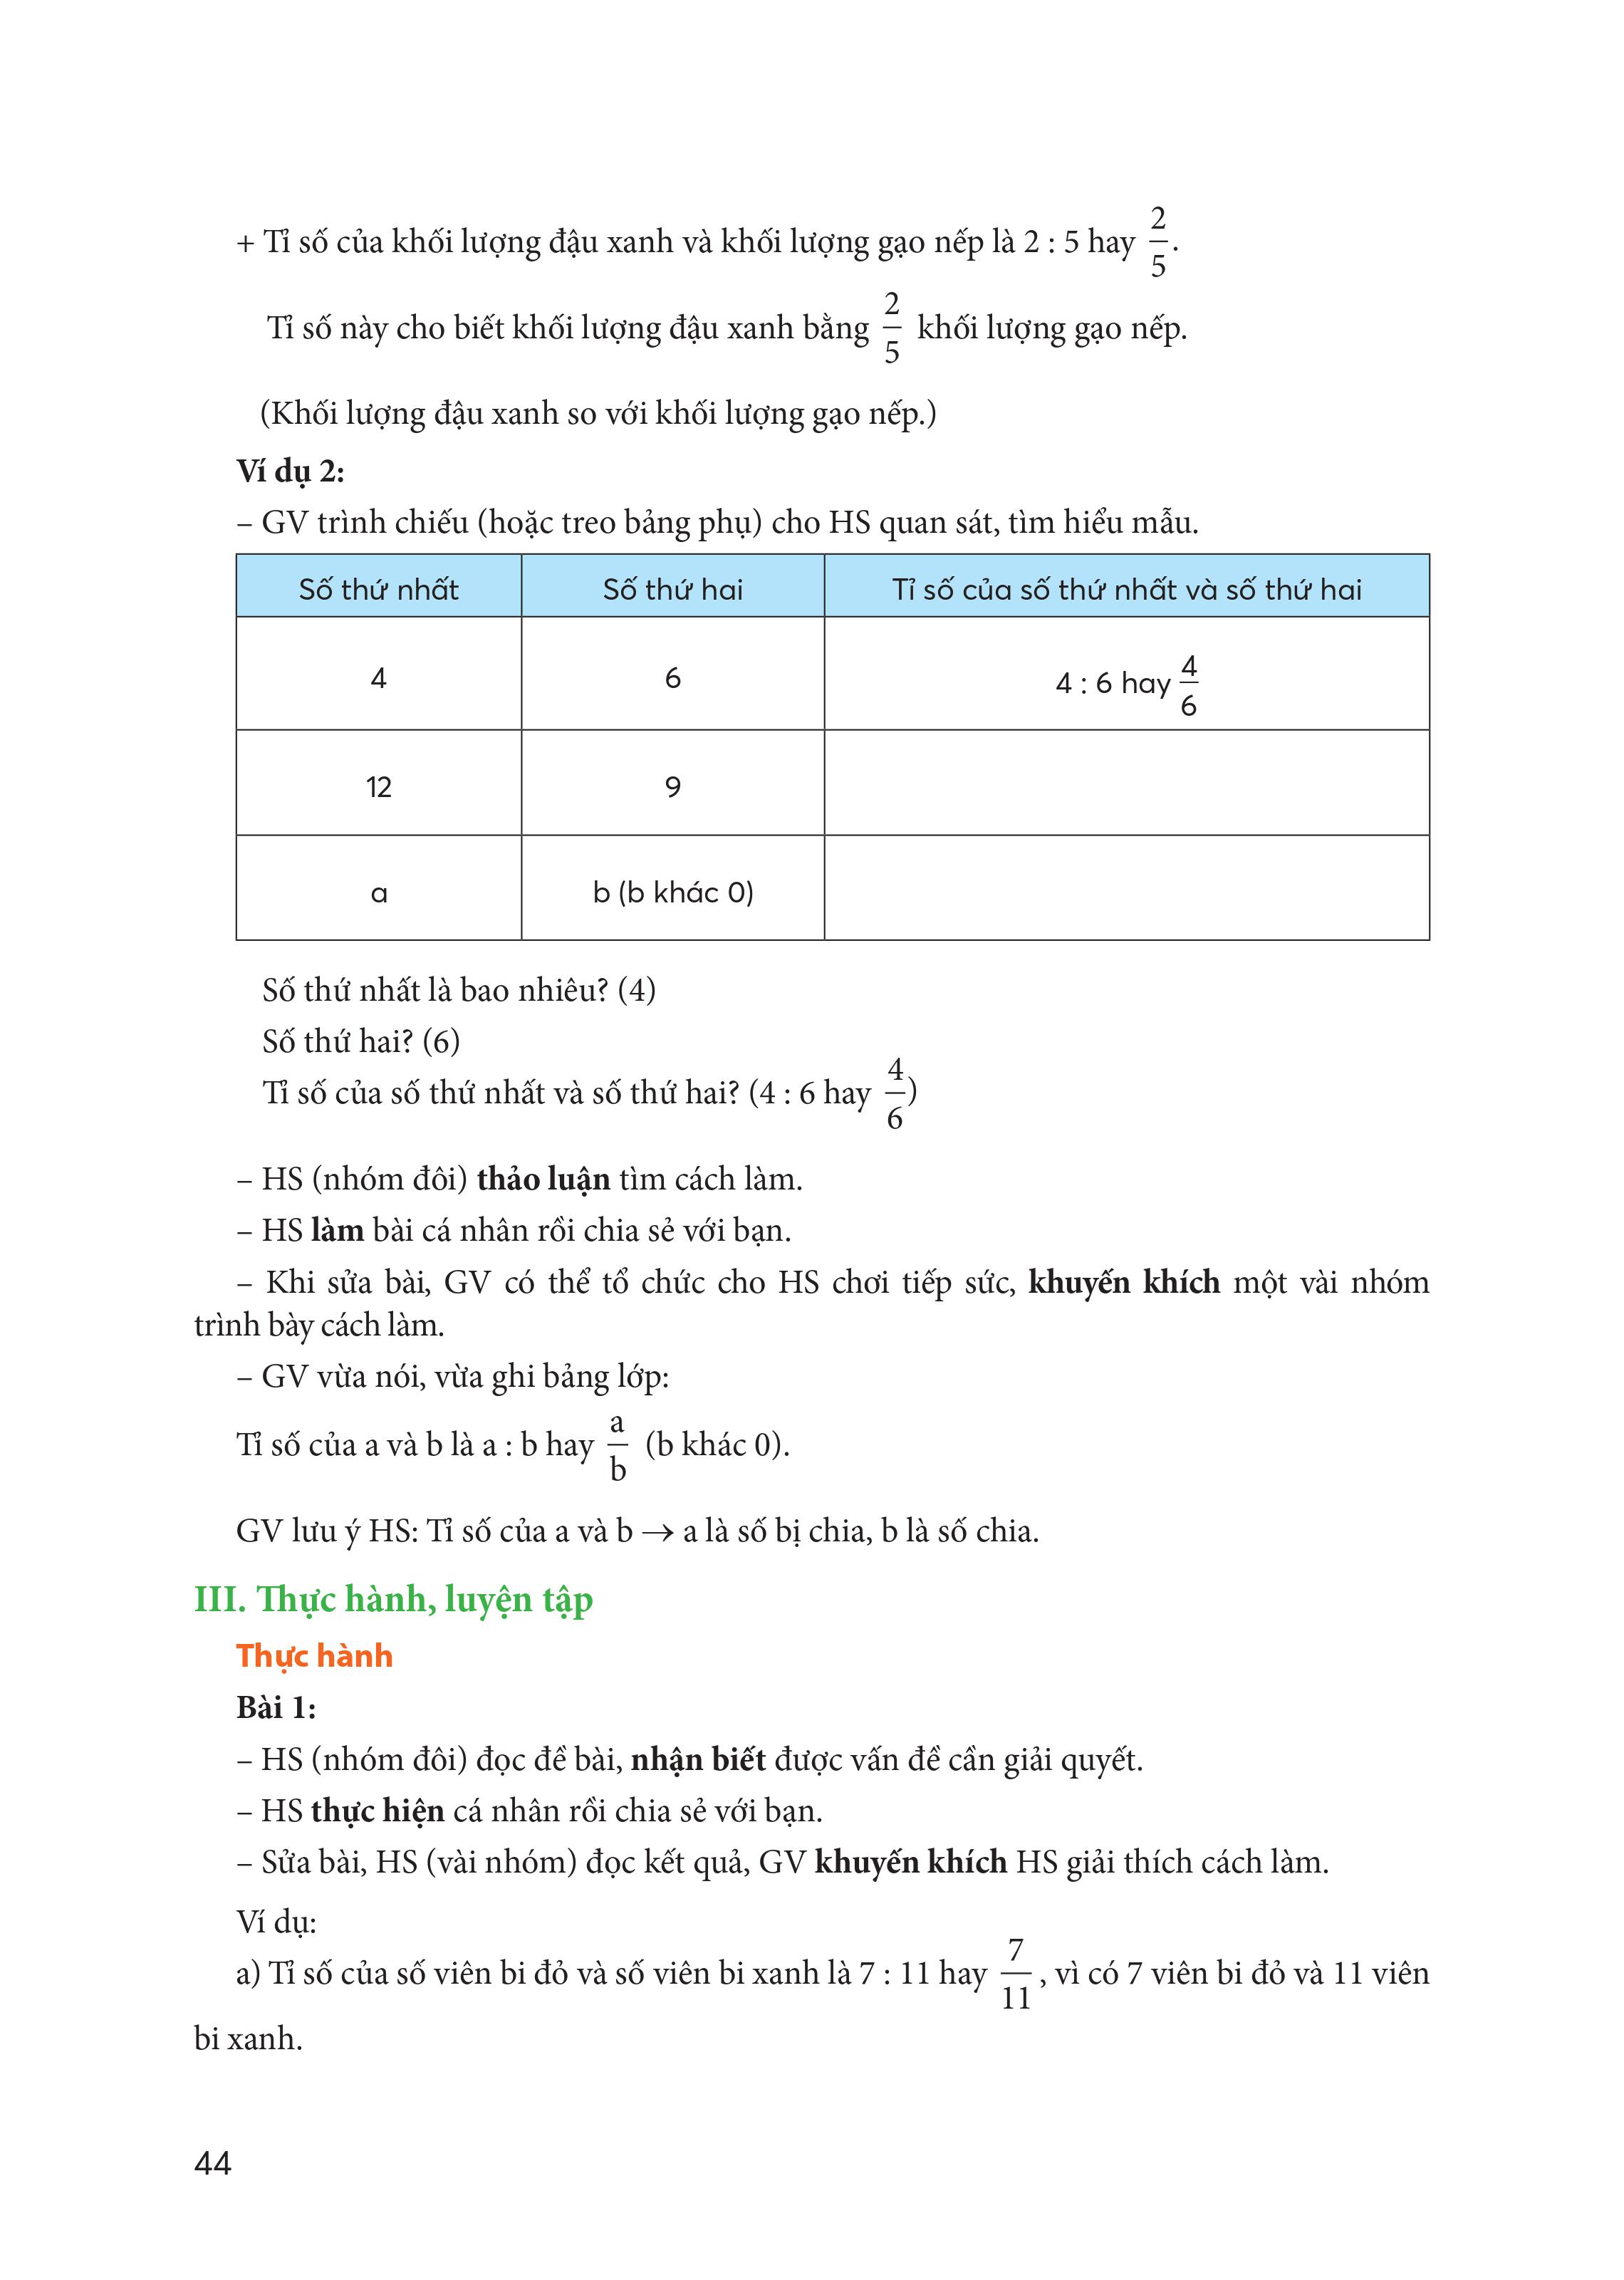 + Tỉ số của khối lượng đậu xanh và khối lượng gạo nếp là 2 : 5 hay 2/5.
Tỉ số này cho biết khối lượng đậu xanh bằng 2/5 khối lượng gạo nếp.
(Khối lượng đậu xanh so với khối lượng gạo nếp.)
Ví dụ 2:
– GV trình chiếu (hoặc treo bảng phụ) cho HS quan sát, tìm hiểu mẫu.
Số thứ nhất Số thứ hai Tỉ số của số thứ nhất và số thứ hai
4 6 4 : 6 hay 4/6
12 9
a b (b khác 0)
Số thứ nhất là bao nhiêu? (4)
Số thứ hai? (6)
Tỉ số của số thứ nhất và số thứ hai? (4 : 6 hay 4/6)
– HS (nhóm đôi) thảo luận tìm cách làm.
– HS làm bài cá nhân rồi chia sẻ với bạn.
– Khi sửa bài, GV có thể tổ chức cho HS chơi tiếp sức, khuyến khích một vài nhóm
trình bày cách làm.
– GV vừa nói, vừa ghi bảng lớp:
Tỉ số của a và b là a : b hay a/b (b khác 0).
GV lưu ý HS: Tỉ số của a và b → a là số bị chia, b là số chia.
III. Thực hành, luyện tập
Thực hành
Bài 1:
– HS (nhóm đôi) đọc đề bài, nhận biết được vấn đề cần giải quyết.
– HS thực hiện cá nhân rồi chia sẻ với bạn.
– Sửa bài, HS (vài nhóm) đọc kết quả, GV khuyến khích HS giải thích cách làm.
Ví dụ:
a) Tỉ số của số viên bi đỏ và số viên bi xanh là 7 : 11 hay 7/11, vì có 7 viên bi đỏ và 11 viên
bi xanh.
44